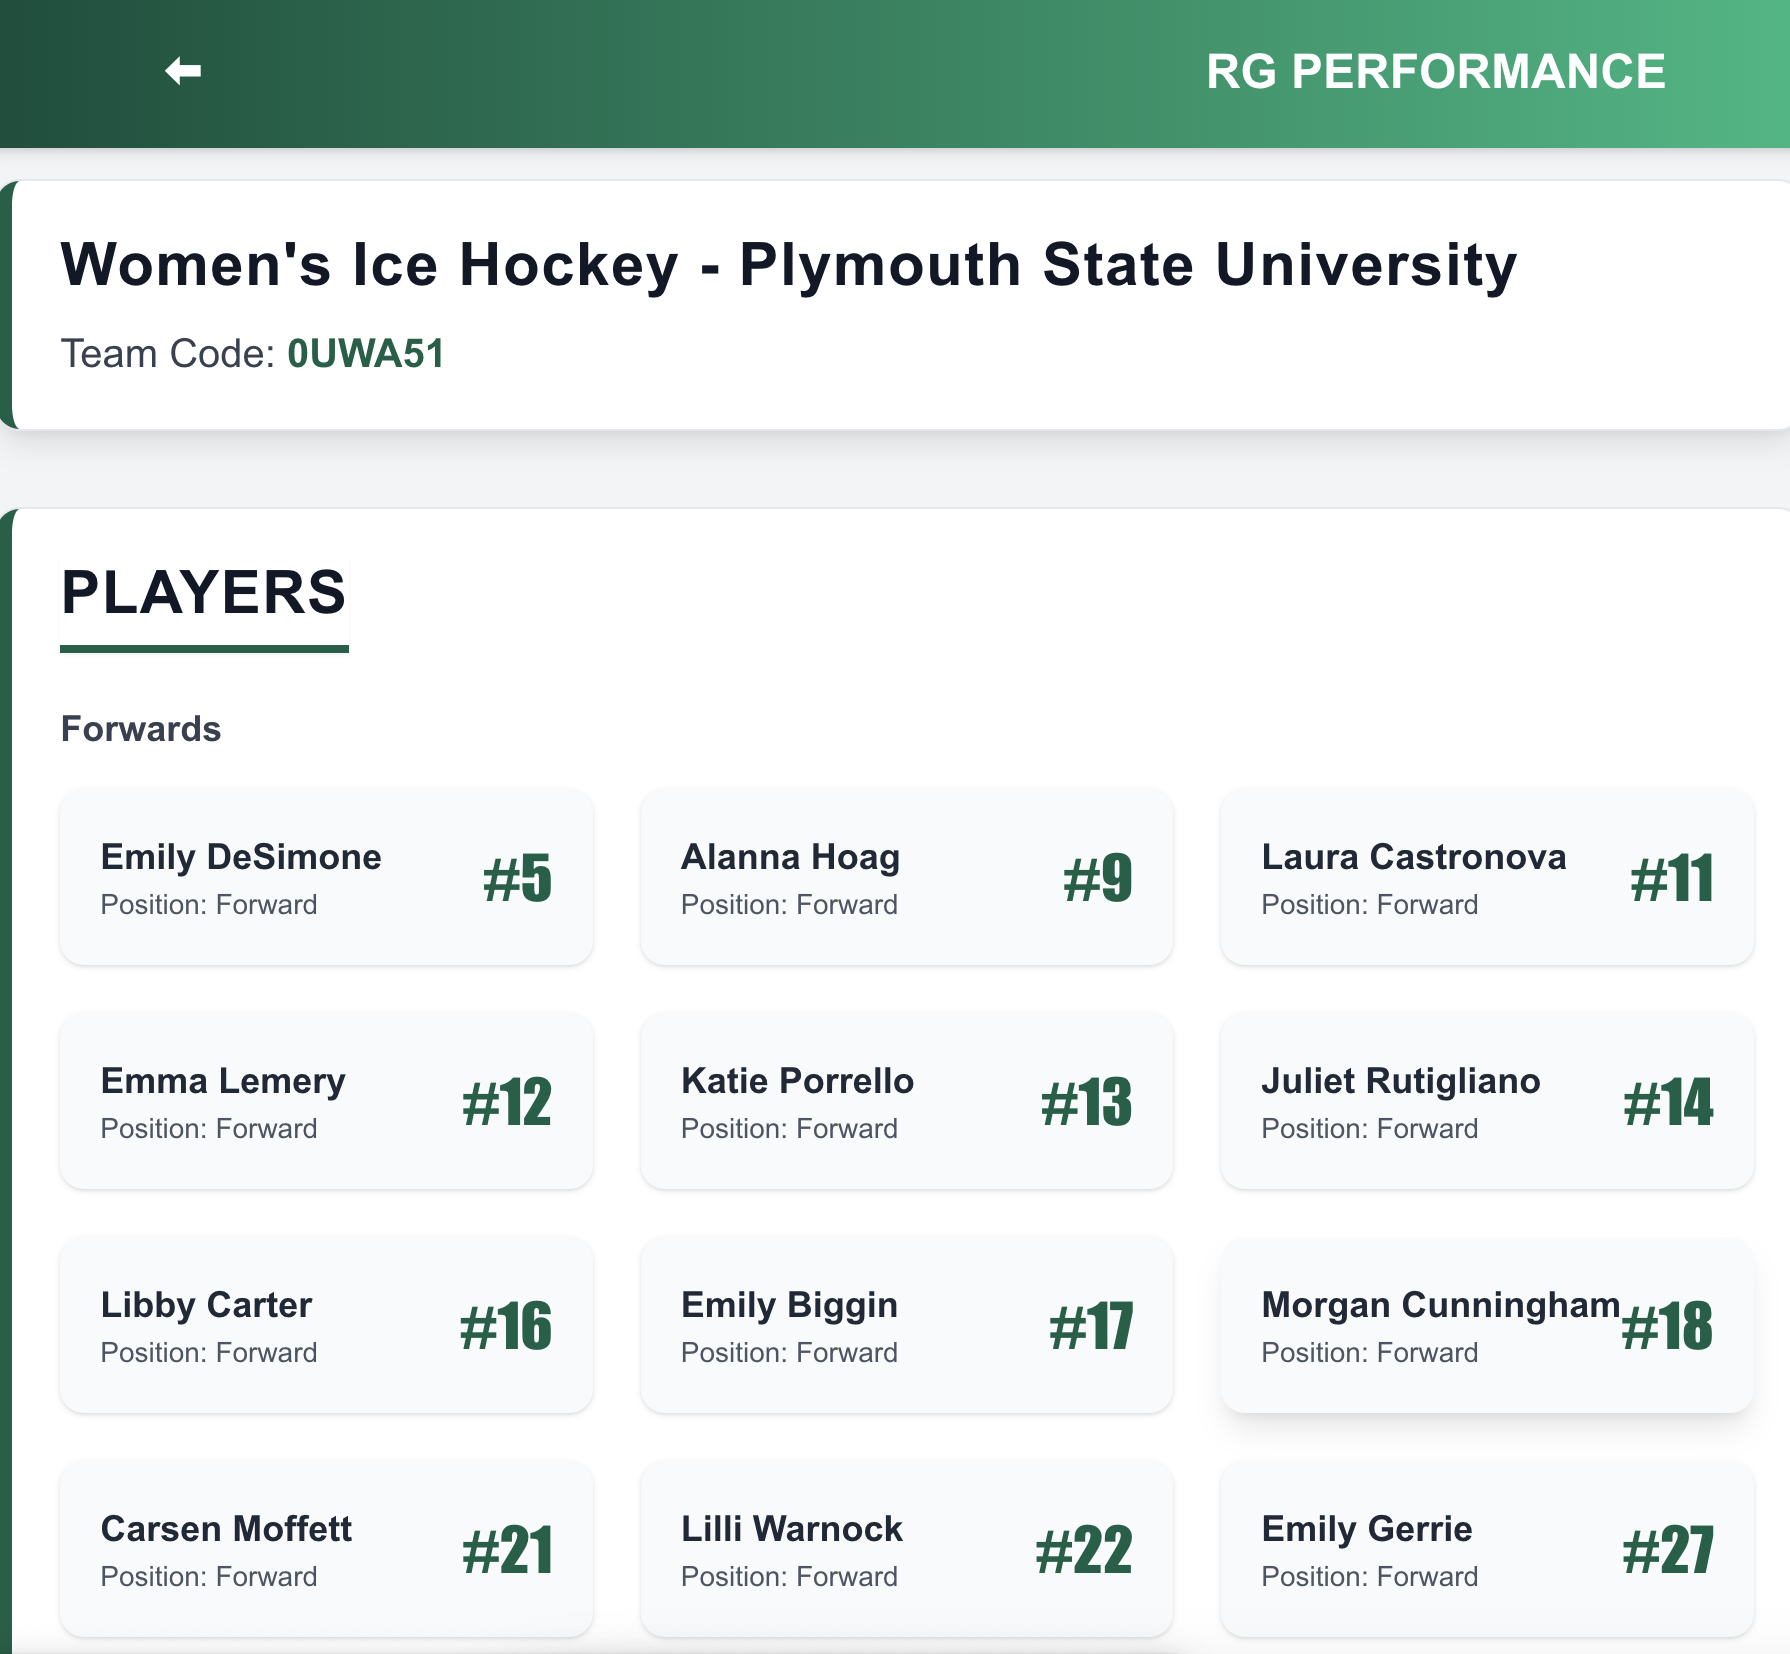 RG PERFORMANCE
Women's Ice Hockey - Plymouth State University
Team Code: 0UWA51
PLAYERS
Forwards
Emily DeSimone
Position: Forward
#5
Alanna Hoag
Position: Forward
#9
Laura Castronova
Position: Forward
#11
Emma Lemery
Position: Forward
#12
Katie Porrello
Position: Forward
#13
Juliet Rutigliano
Position: Forward
#14
Libby Carter
Position: Forward
#16
Emily Biggin
Position: Forward
#17
Morgan Cunningham
Position: Forward
#18
Carsen Moffett
Position: Forward
#21
Lilli Warnock
Position: Forward
#22
Emily Gerrie
Position: Forward
#27